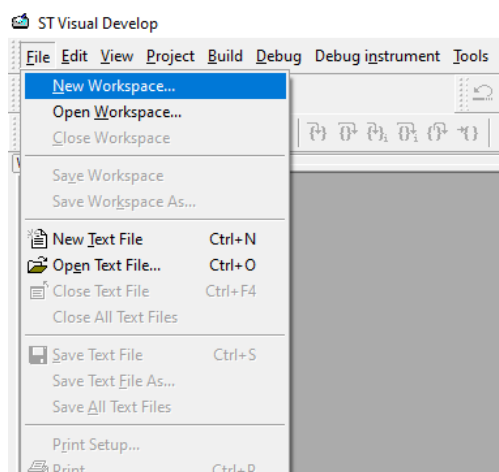 ST Visual Develop
File Edit View Project Build Debug Debug instrument Tools
New Workspace...
Open Workspace...
Close Workspace
Save Workspace
Save Workspace As...
New Text File Ctrl+N
Open Text File... Ctrl+O
Close Text File Ctrl+F4
Close All Text Files
Save Text File Ctrl+S
Save Text File As...
Save All Text Files
Print Setup...
Print Ctrl+P